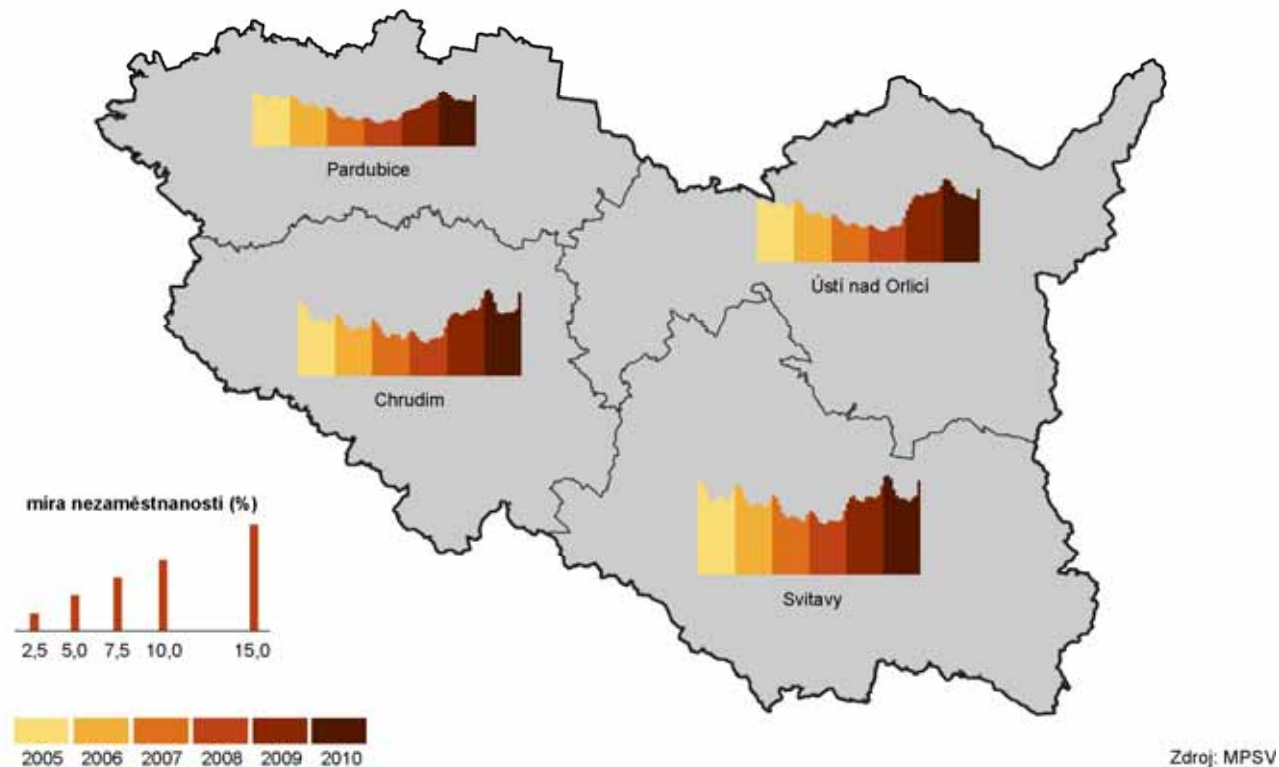 Pardubice
Ústí nad Orlicí
Chrudim
Svitavy
míra nezaměstnanosti (%)
2,5 5,0 7,5 10,0 15,0
2005 2006 2007 2008 2009 2010
Zdroj: MPSV